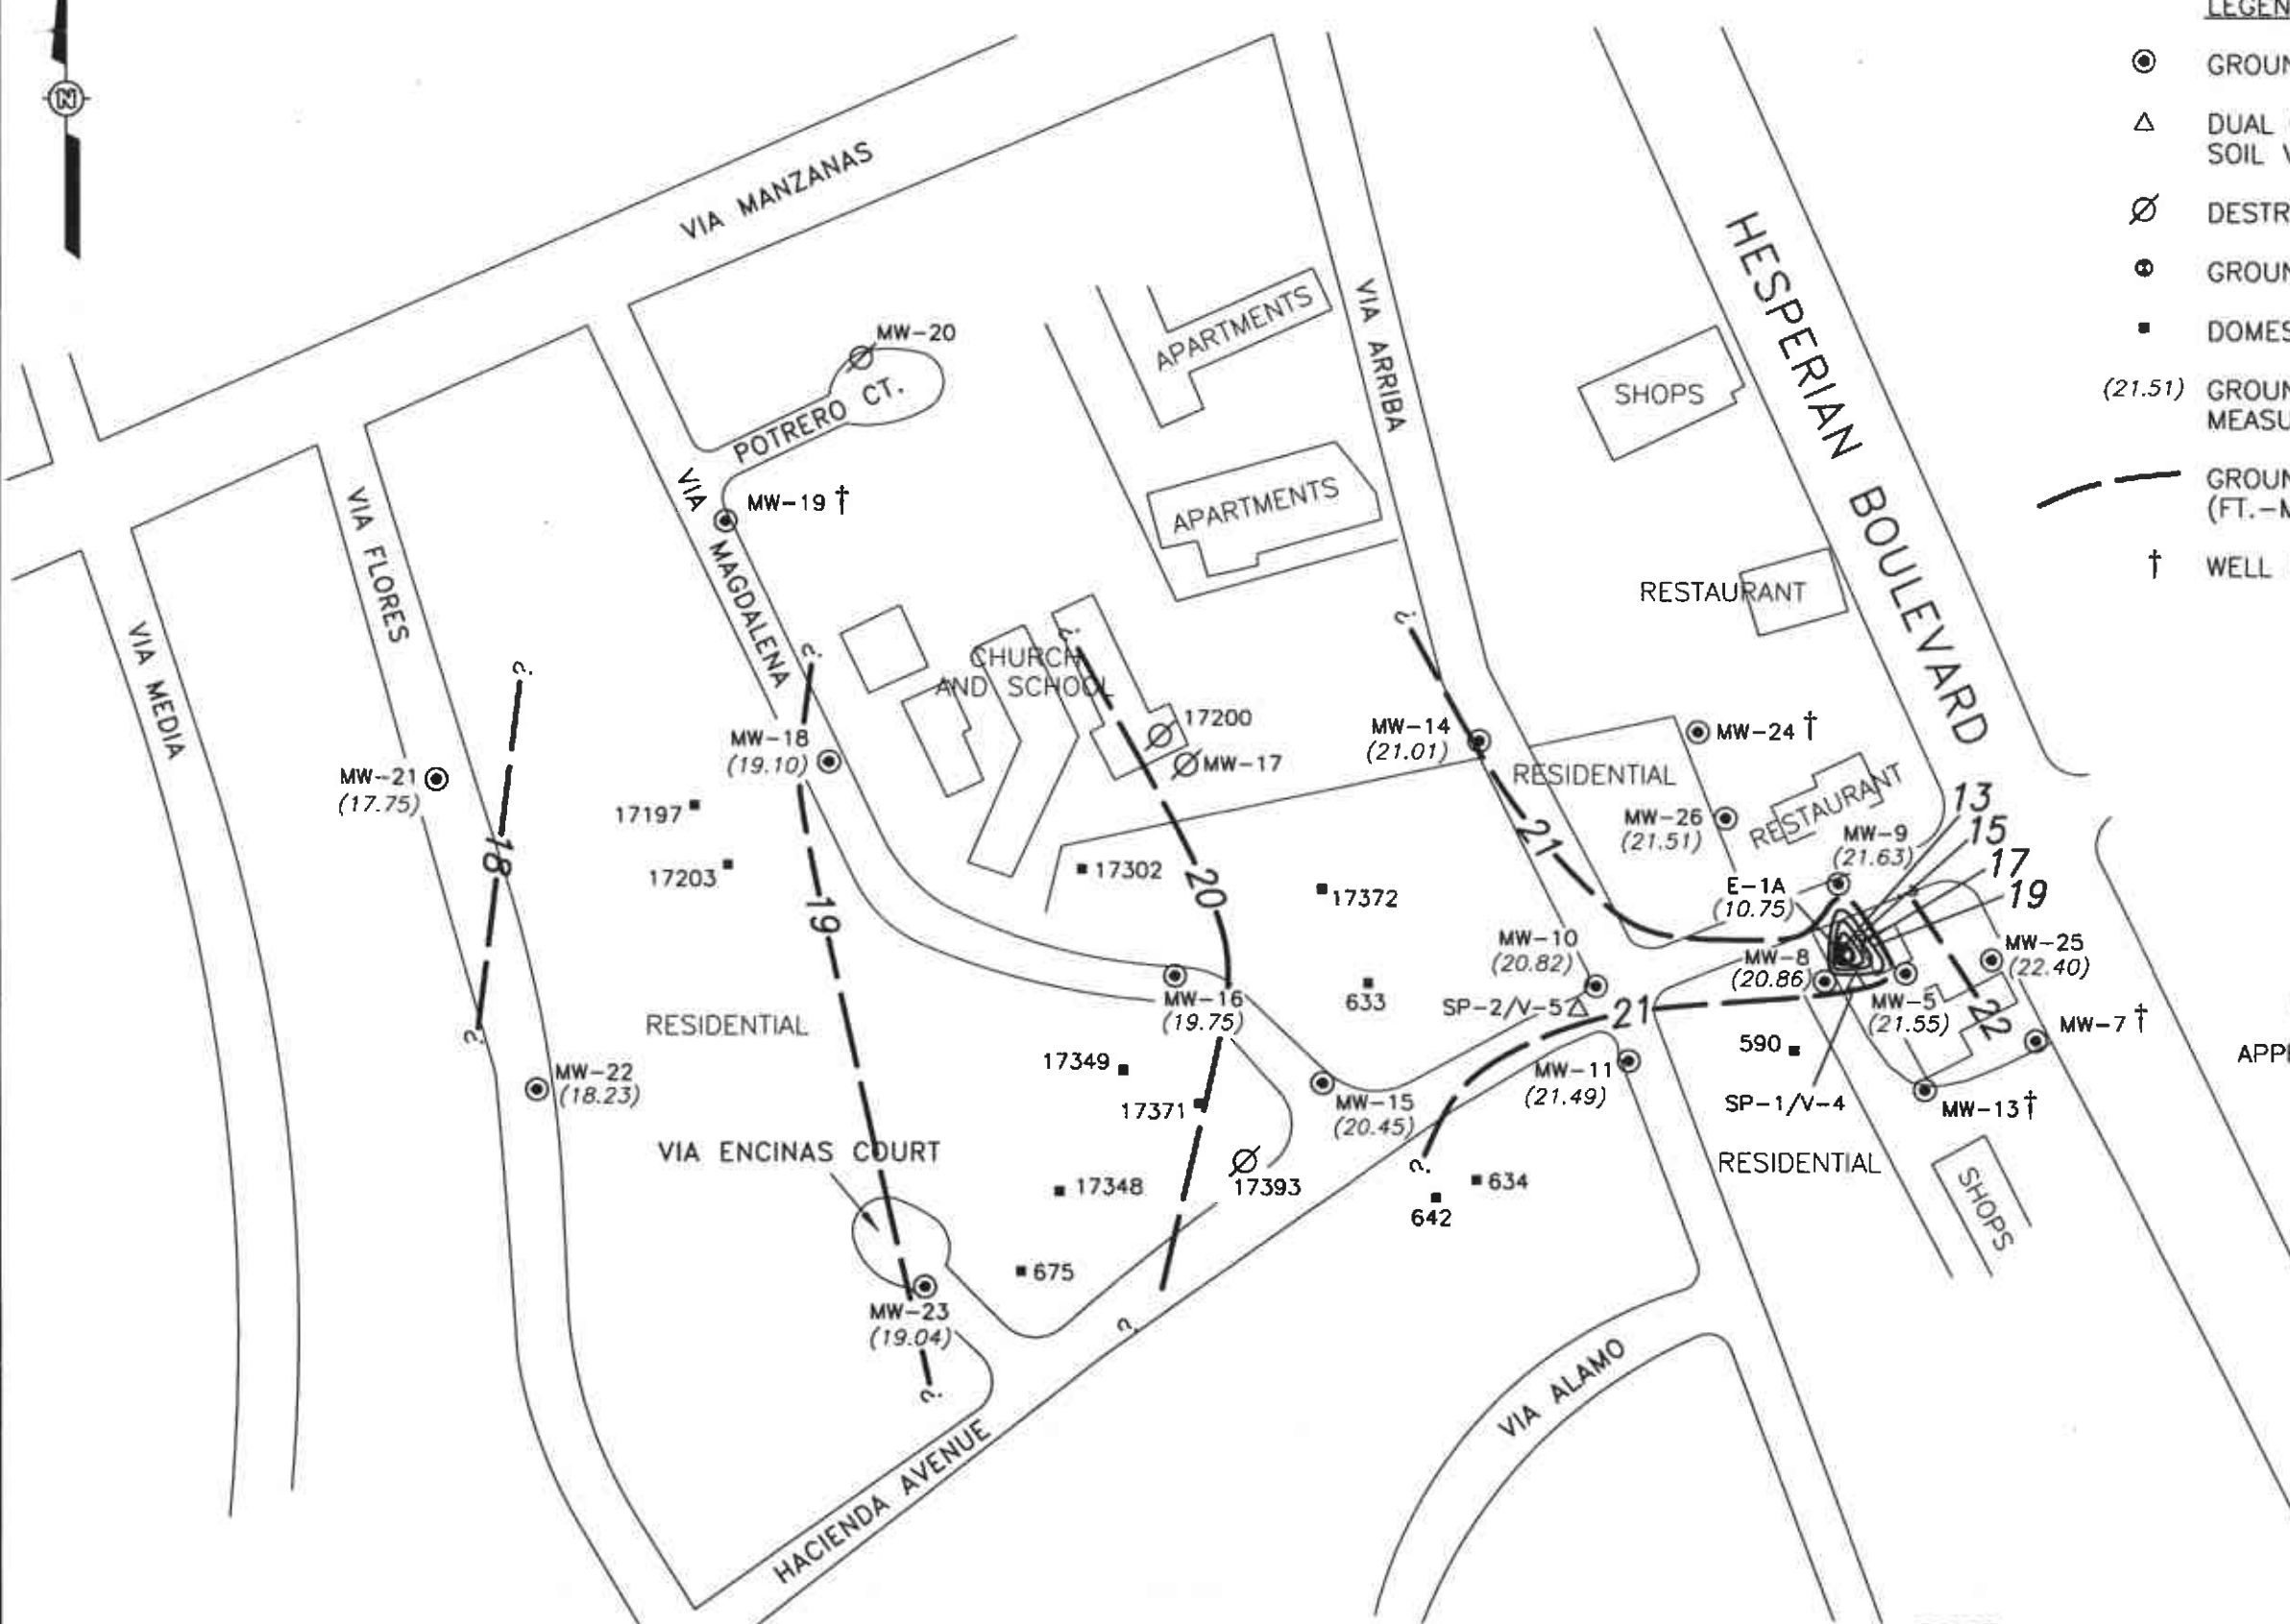 LEGEN
GROUN
DUAL
SOIL V
DESTR
GROUN
DOMES
(21.51) GROUN
MEASU
GROUN
(FT.-M
† WELL
N
VIA MANZANAS
MW-20
POTRERO CT.
VIA MAGDALENA
MW-19 †
VIA FLORES
VIA MEDIA
APARTMENTS
APARTMENTS
VIA ARRIBA
HESPERIAN BOULEVARD
SHOPS
RESTAURANT
CHURCH
AND SCHOOL
?
?
?
?
17200
MW-17
MW-14
(21.01)
MW-24 †
RESIDENTIAL
MW-18
(19.10)
MW-21
(17.75)
17197
17203
18
19
20
21
17302
17372
MW-26
(21.51)
RESTAURANT
MW-9
(21.63)
13
15
17
19
E-1A
(10.75)
MW-10
(20.82)
MW-8
(20.86)
MW-25
(22.40)
MW-16
(19.75)
633
SP-2/V-5
21
MW-5
(21.55)
22
MW-7 †
RESIDENTIAL
?
MW-22
(18.23)
17349
17371
MW-15
(20.45)
MW-11
(21.49)
590
SP-1/V-4
MW-13†
APP
VIA ENCINAS COURT
17348
17393
?
634
642
RESIDENTIAL
SHOPS
675
MW-23
(19.04)
?
?
VIA ALAMO
HACIENDA AVENUE